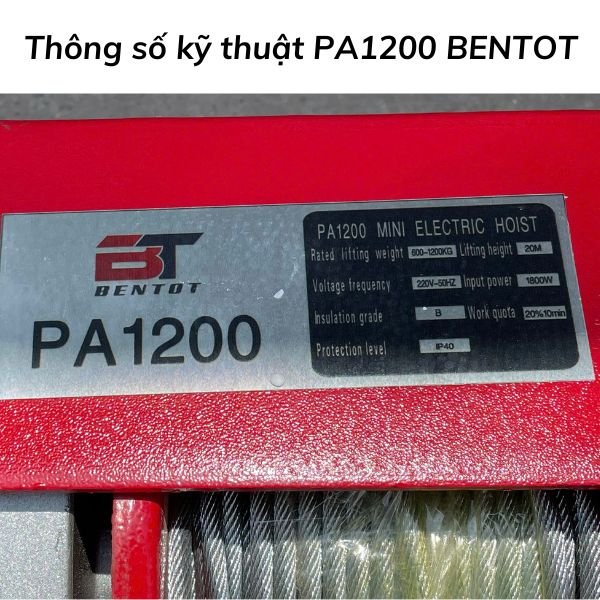 Thông số kỹ thuật PA1200 BENTOT
BT
BENTOT
PA1200
PA1200 MINI ELECTRIC HOIST
Rated lifting weight 600-1200KG Lifting height 20M
Voltage frequency 220V-50HZ Input power 1800W
Insulation grade B Work quota 20%10min
Protection level IP40